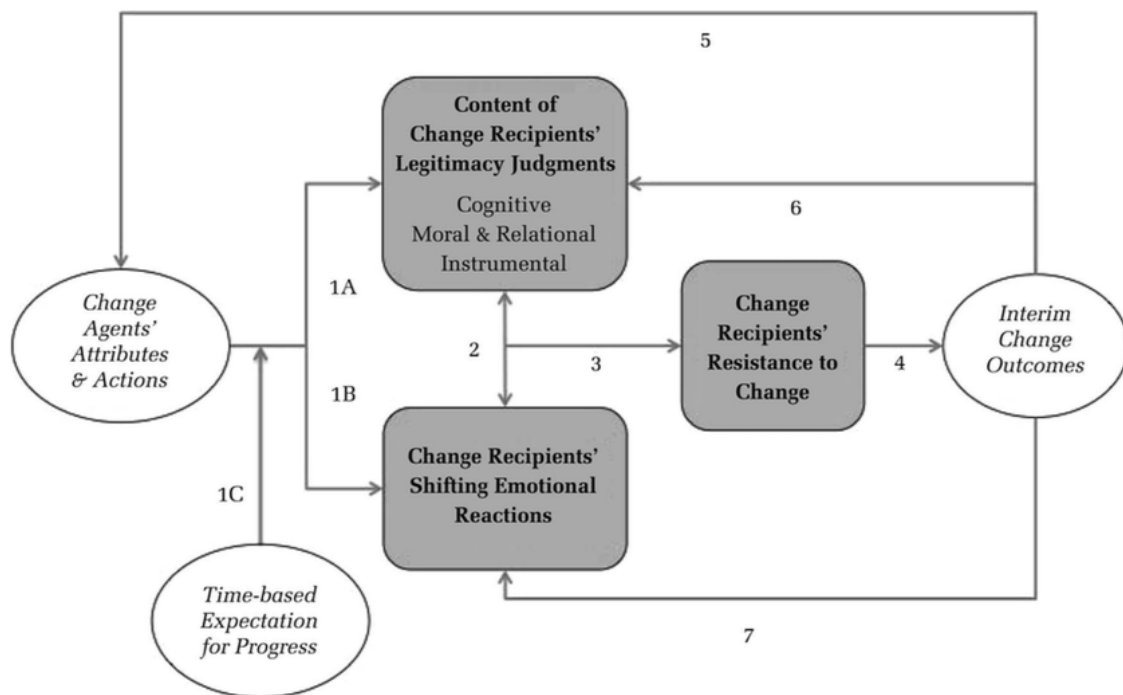 5
Content of
Change Recipients’
Legitimacy Judgments
Cognitive
Moral & Relational
Instrumental
6
1A
Change
Agents’
Attributes
& Actions
2
3
Change
Recipients’
Resistance to
Change
4
Interim
Change
Outcomes
1B
Change Recipients’
Shifting Emotional
Reactions
1C
Time-based
Expectation
for Progress
7